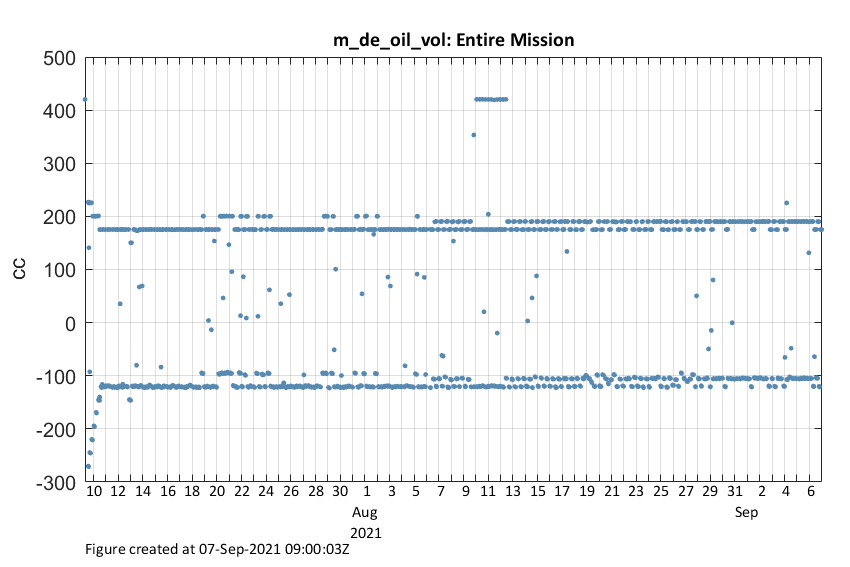 m_de_oil_vol: Entire Mission
500
400
300
200
100
0
-100
-200
-300
CC
10 12 14 16 18 20 22 24 26 28 30 1 3 5 7 9 11 13 15 17 19 21 23 25 27 29 31 2 4 6
Aug Sep
2021
Figure created at 07-Sep-2021 09:00:03Z